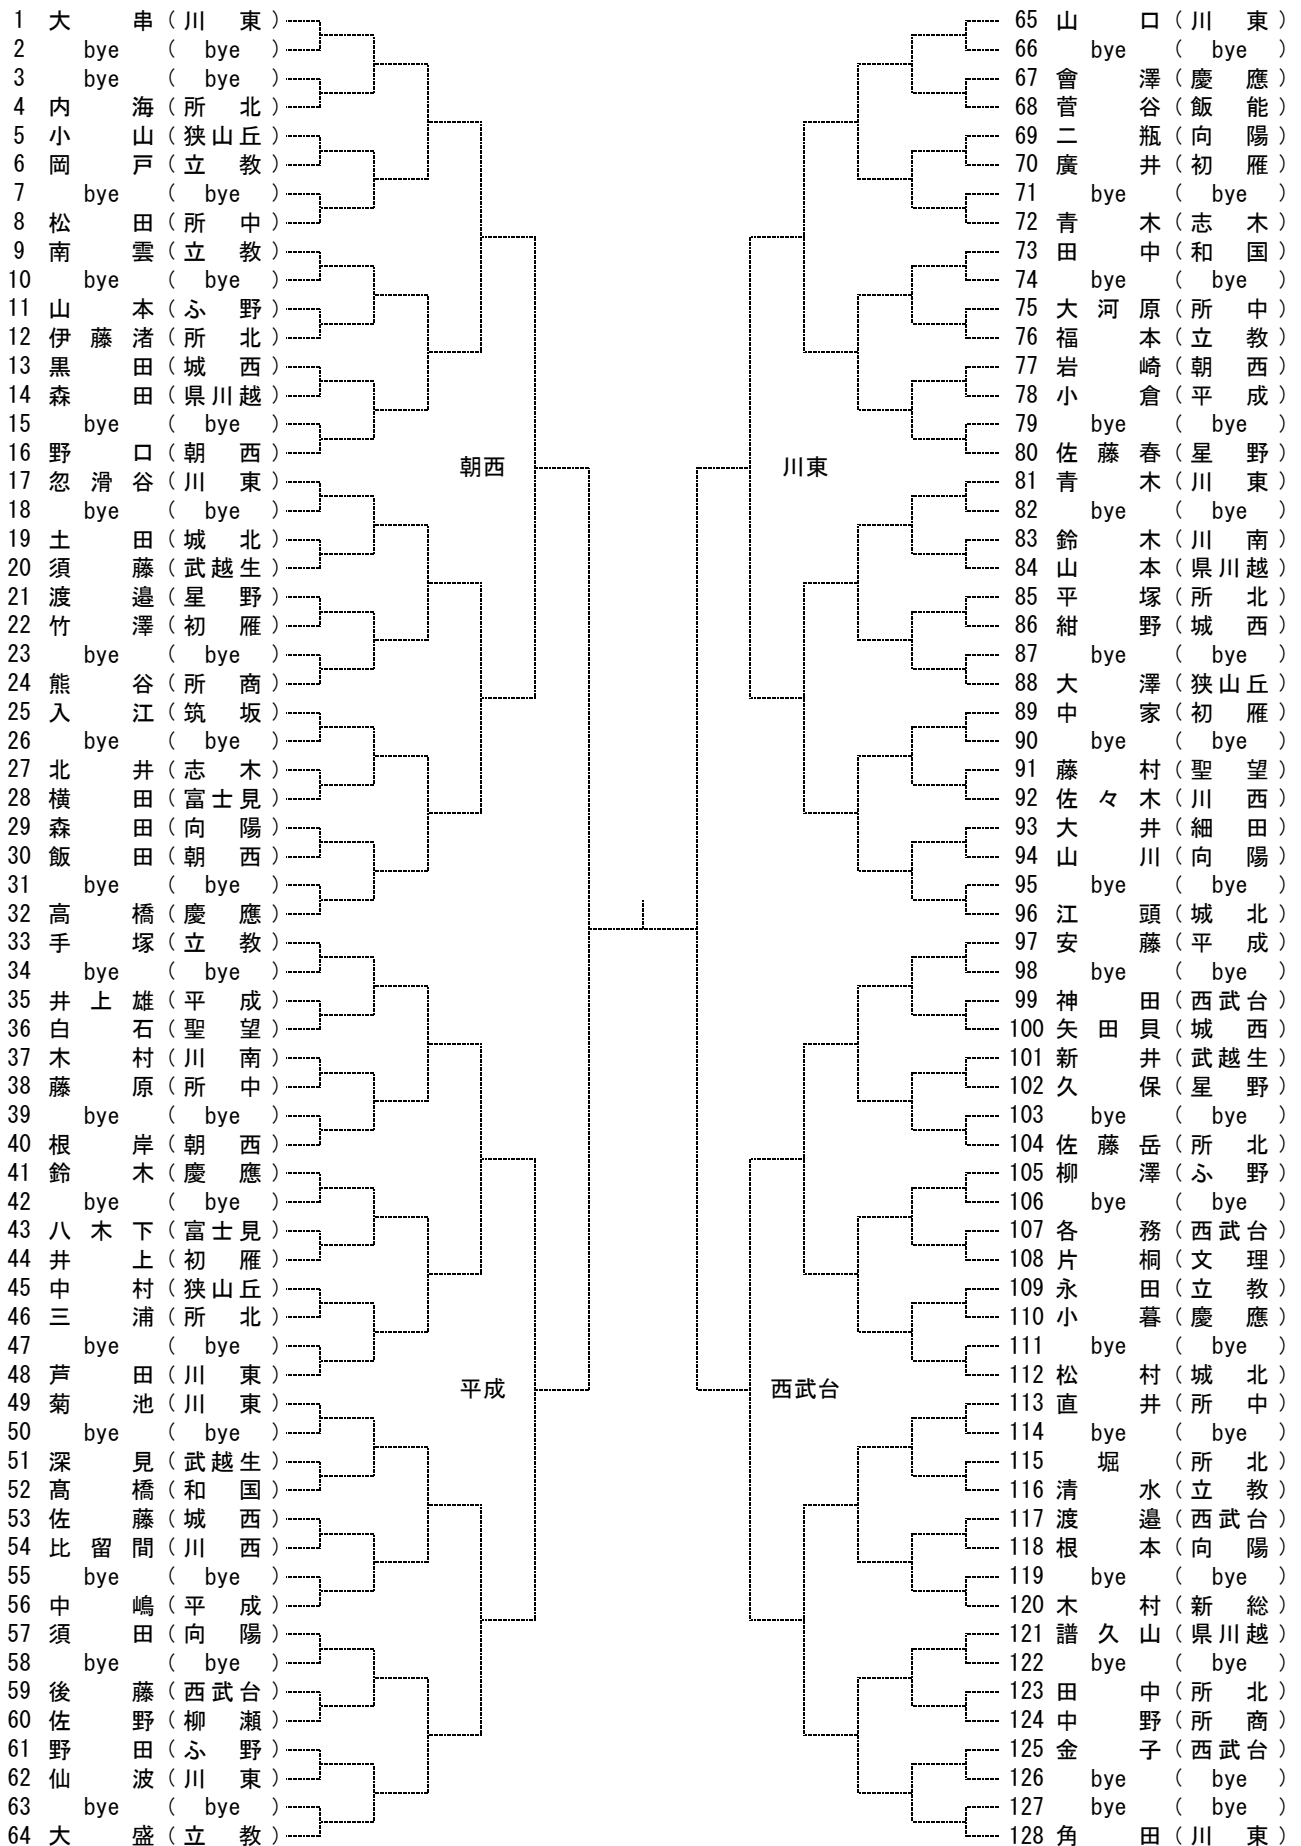 1 大串(川東)
2 bye (bye)
3 bye (bye)
4 内海(所北)
5 小山(狭山丘)
6 岡戸(立教)
7 bye (bye)
8 松田(所中)
9 南雲(立教)
10 bye (bye)
11 山本(ふ野)
12 伊藤渚(所北)
13 黒田(城西)
14 森田(県川越)
15 bye (bye)
16 野口(朝西)
17 忽滑谷(川東)
18 bye (bye)
19 土田(城北)
20 須藤(武越生)
21 渡邉(星野)
22 竹澤(初雁)
23 bye (bye)
24 熊谷(所商)
25 入江(筑坂)
26 bye (bye)
27 北井(志木)
28 横田(富士見)
29 森田(向陽)
30 飯田(朝西)
31 bye (bye)
32 高橋(慶應)
33 手塚(立教)
34 bye (bye)
35 井上雄(平成)
36 白石(聖望)
37 木村(川南)
38 藤原(所中)
39 bye (bye)
40 根岸(朝西)
41 鈴木(慶應)
42 bye (bye)
43 八木下(富士見)
44 井上(初雁)
45 中村(狭山丘)
46 三浦(所北)
47 bye (bye)
48 芦田(川東)
49 菊池(川東)
50 bye (bye)
51 深見(武越生)
52 髙橋(和国)
53 佐藤(城西)
54 比留間(川西)
55 bye (bye)
56 中嶋(平成)
57 須田(向陽)
58 bye (bye)
59 後藤(西武台)
60 佐野(柳瀬)
61 野田(ふ野)
62 仙波(川東)
63 bye (bye)
64 大盛(立教)
朝西
平成
川東
西武台
65 山口(川東)
66 bye (bye)
67 會澤(慶應)
68 菅谷(飯能)
69 二瓶(向陽)
70 廣井(初雁)
71 bye (bye)
72 青木(志木)
73 田中(和国)
74 bye (bye)
75 大河原(所中)
76 福本(立教)
77 岩崎(朝西)
78 小倉(平成)
79 bye (bye)
80 佐藤春(星野)
81 青木(川東)
82 bye (bye)
83 鈴木(川南)
84 山本(県川越)
85 平塚(所北)
86 紺野(城西)
87 bye (bye)
88 大澤(狭山丘)
89 中家(初雁)
90 bye (bye)
91 藤村(聖望)
92 佐々木(川西)
93 大井(細田)
94 山川(向陽)
95 bye (bye)
96 江頭(城北)
97 安藤(平成)
98 bye (bye)
99 神田(西武台)
100 矢田貝(城西)
101 新井(武越生)
102 久保(星野)
103 bye (bye)
104 佐藤岳(所北)
105 柳澤(ふ野)
106 bye (bye)
107 各務(西武台)
108 片桐(文理)
109 永田(立教)
110 小暮(慶應)
111 bye (bye)
112 松村(城北)
113 直井(所中)
114 bye (bye)
115 堀(所北)
116 清水(立教)
117 渡邉(西武台)
118 根本(向陽)
119 bye (bye)
120 木村(新総)
121 譜久山(県川越)
122 bye (bye)
123 田中(所北)
124 中野(所商)
125 金子(西武台)
126 bye (bye)
127 bye (bye)
128 角田(川東)